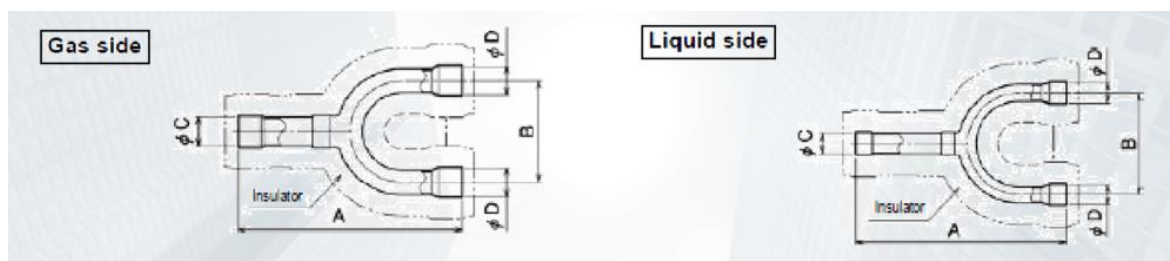 Gas side
φD
φC
B
Insulator
A
φD
Liquid side
φD
φC
B
Insulator
A
φD